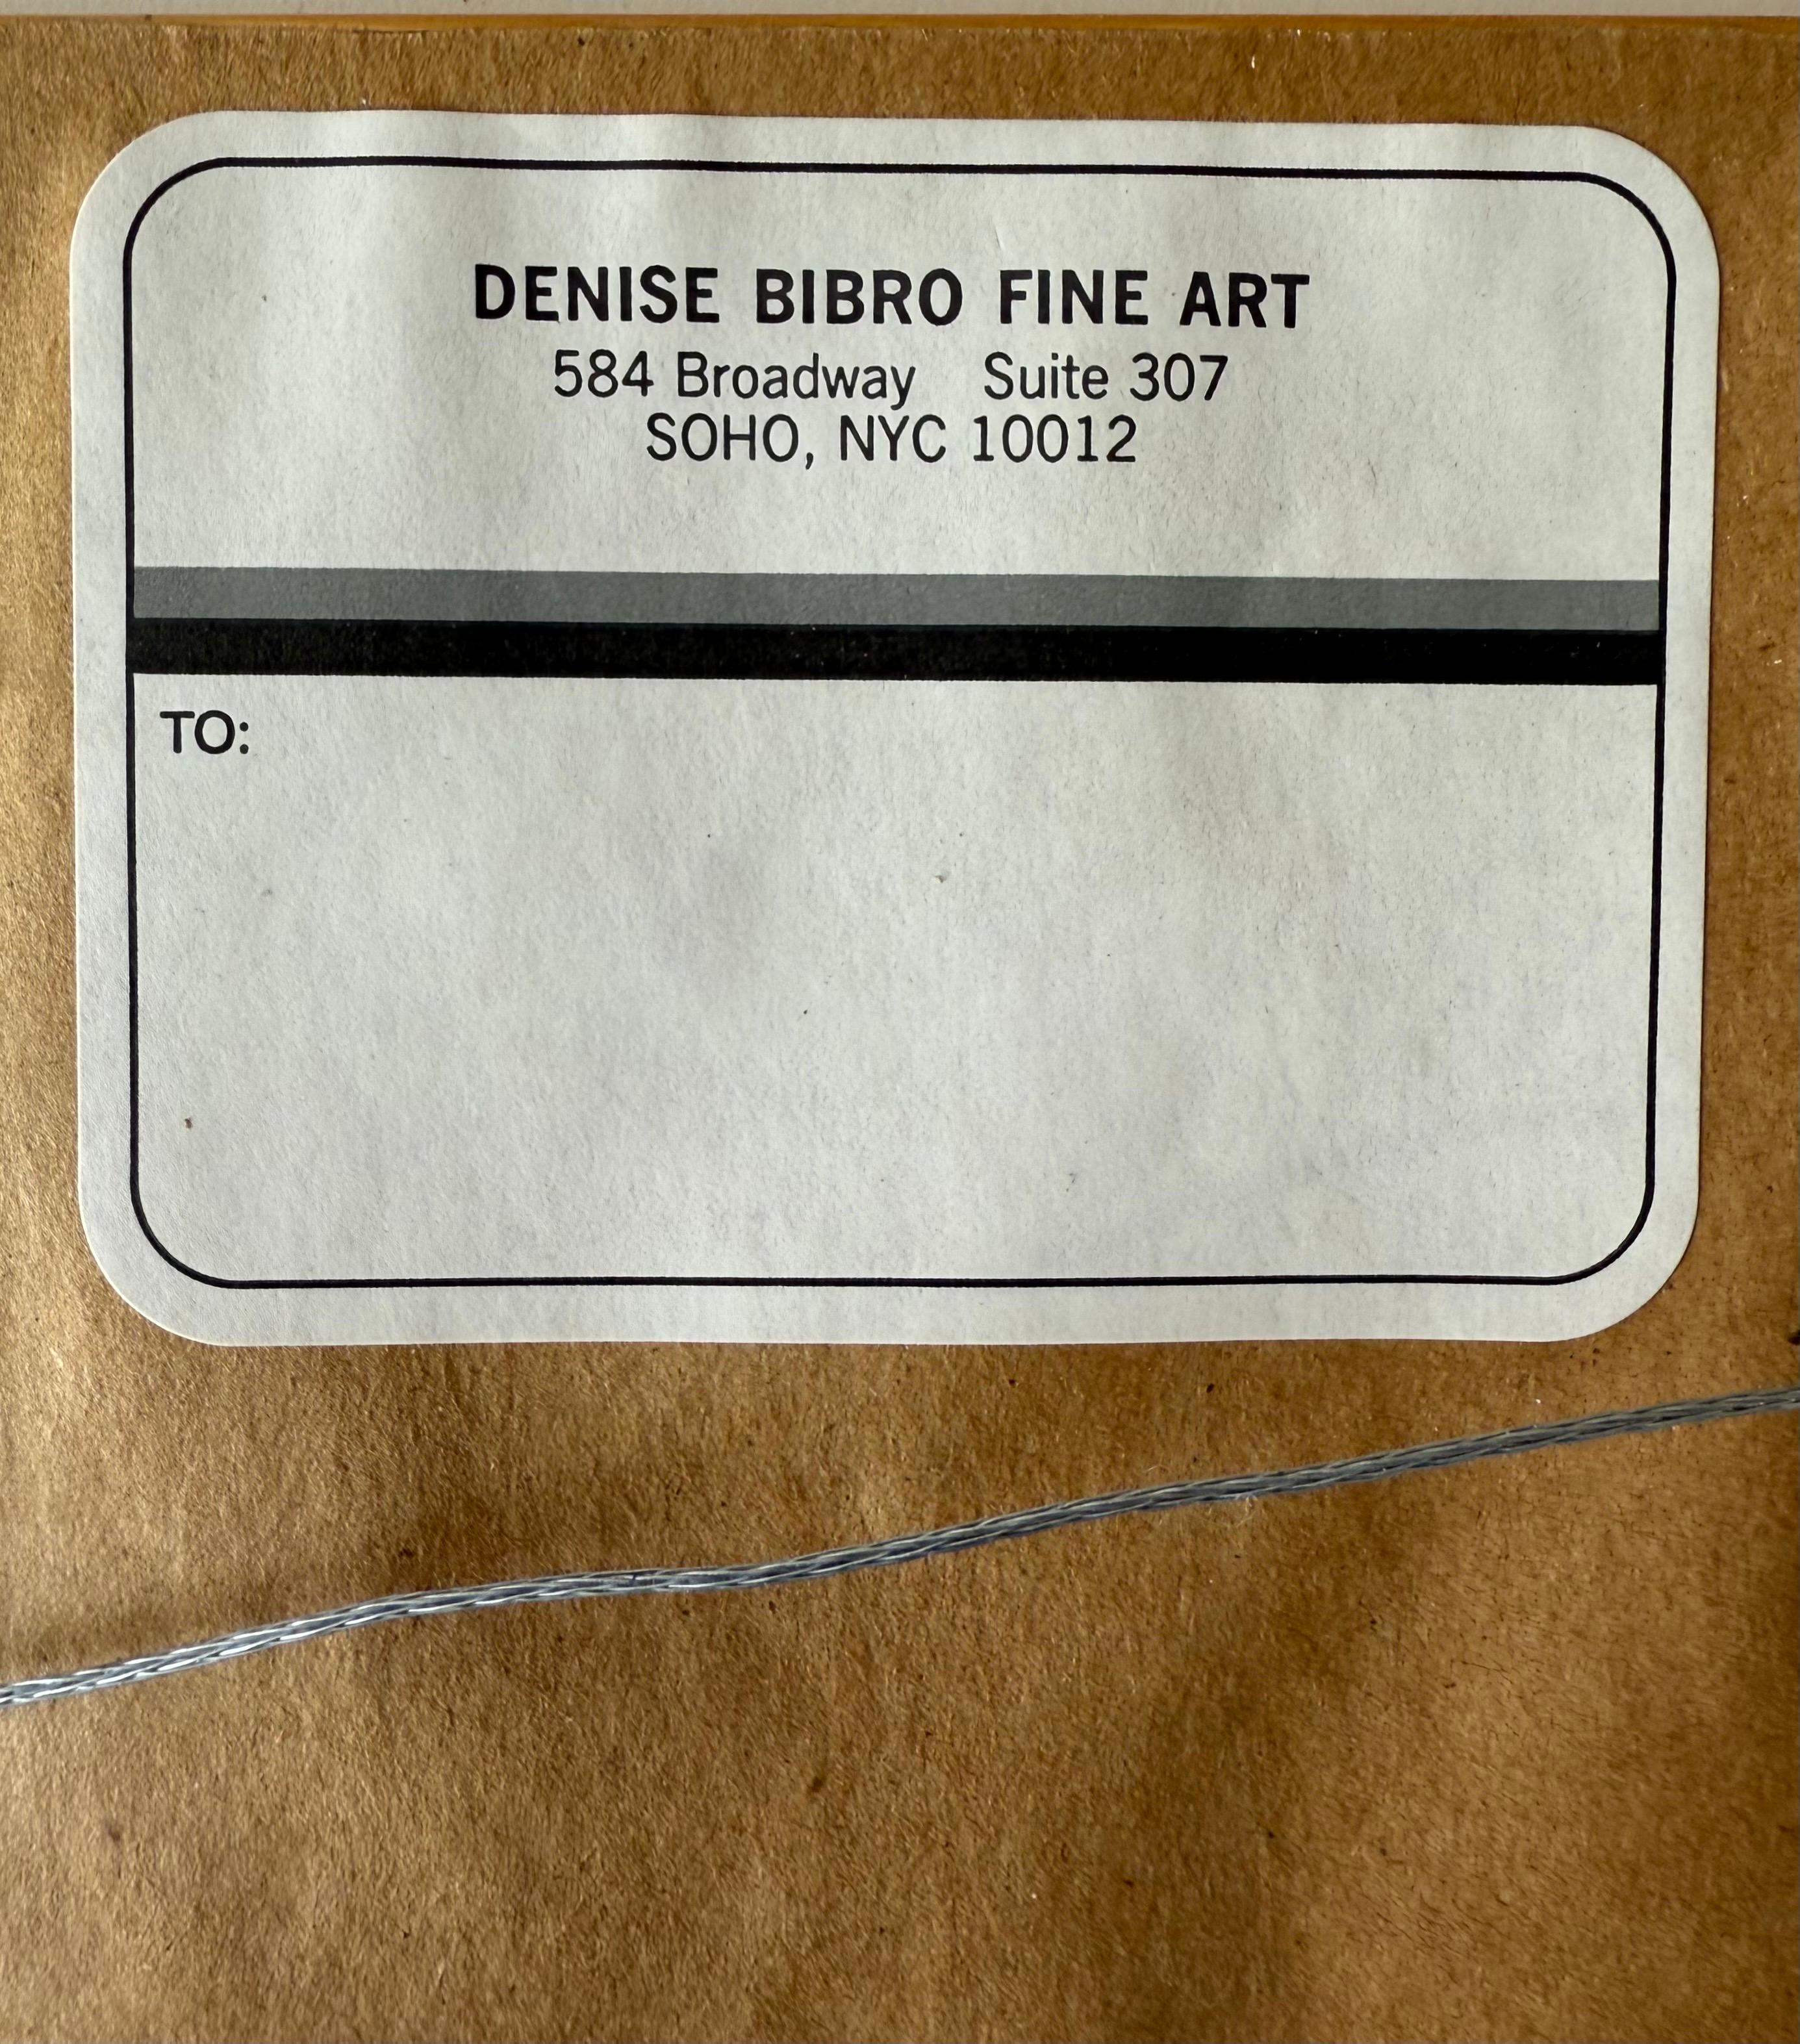 DENISE BIBRO FINE ART
584 Broadway Suite 307
SOHO, NYC 10012
TO: